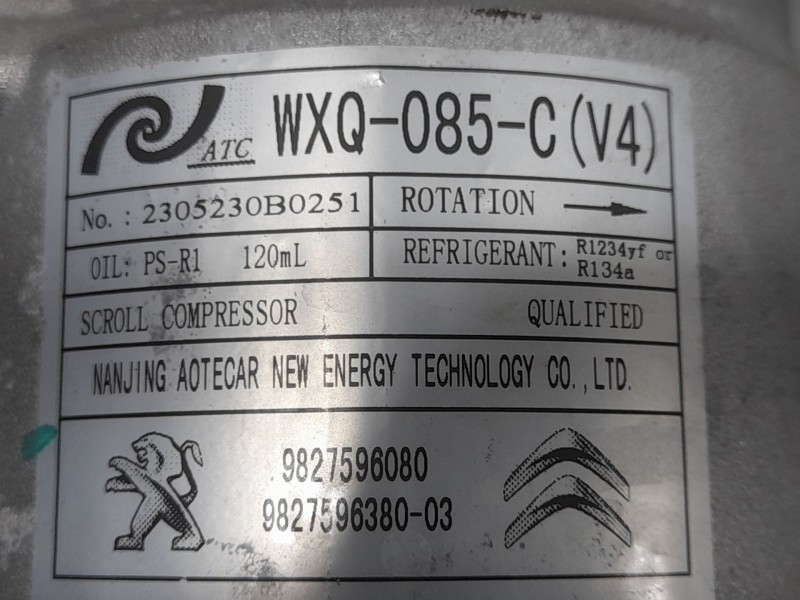 ATC WXQ-085-C(V4)
No.: 2305230B0251 ROTATION
OIL: PS-R1 120mL REFRIGERANT: R1234yf or R134a
SCROLL COMPRESSOR QUALIFIED
NANJING AOTECAR NEW ENERGY TECHNOLOGY CO.,LTD.
9827596080
9827596380-03